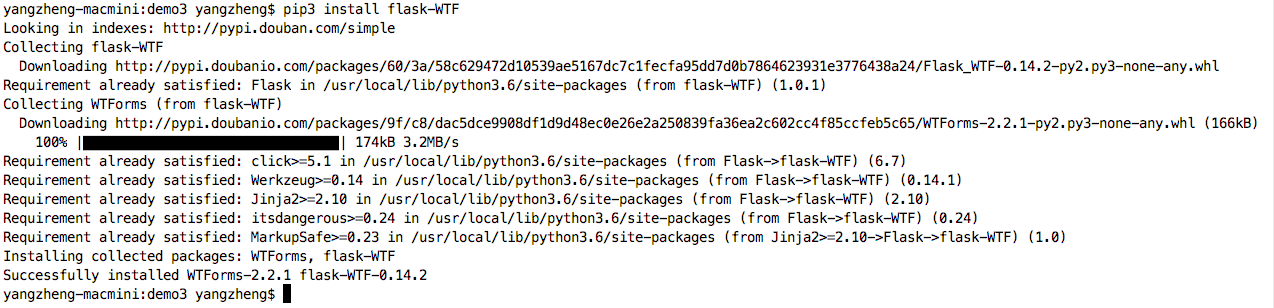 yangzheng-macmini:demo3 yangzheng$ pip3 install flask-WTF
Looking in indexes: http://pypi.douban.com/simple
Collecting flask-WTF
  Downloading http://pypi.doubanio.com/packages/60/3a/58c629472d10539ae5167dc7c1fecfa95dd7d0b7864623931e3776438a24/Flask_WTF-0.14.2-py2.py3-none-any.whl
Requirement already satisfied: Flask in /usr/local/lib/python3.6/site-packages (from flask-WTF) (1.0.1)
Collecting WTForms (from flask-WTF)
  Downloading http://pypi.doubanio.com/packages/9f/c8/dac5dce9908df1d9d48ec0e26e2a250839fa36ea2c602cc4f85ccfeb5c65/WTForms-2.2.1-py2.py3-none-any.whl (166kB)
    100% |████████████████████████████████| 174kB 3.2MB/s
Requirement already satisfied: click>=5.1 in /usr/local/lib/python3.6/site-packages (from Flask->flask-WTF) (6.7)
Requirement already satisfied: Werkzeug>=0.14 in /usr/local/lib/python3.6/site-packages (from Flask->flask-WTF) (0.14.1)
Requirement already satisfied: Jinja2>=2.10 in /usr/local/lib/python3.6/site-packages (from Flask->flask-WTF) (2.10)
Requirement already satisfied: itsdangerous>=0.24 in /usr/local/lib/python3.6/site-packages (from Flask->flask-WTF) (0.24)
Requirement already satisfied: MarkupSafe>=0.23 in /usr/local/lib/python3.6/site-packages (from Jinja2>=2.10->Flask->flask-WTF) (1.0)
Installing collected packages: WTForms, flask-WTF
Successfully installed WTForms-2.2.1 flask-WTF-0.14.2
yangzheng-macmini:demo3 yangzheng$